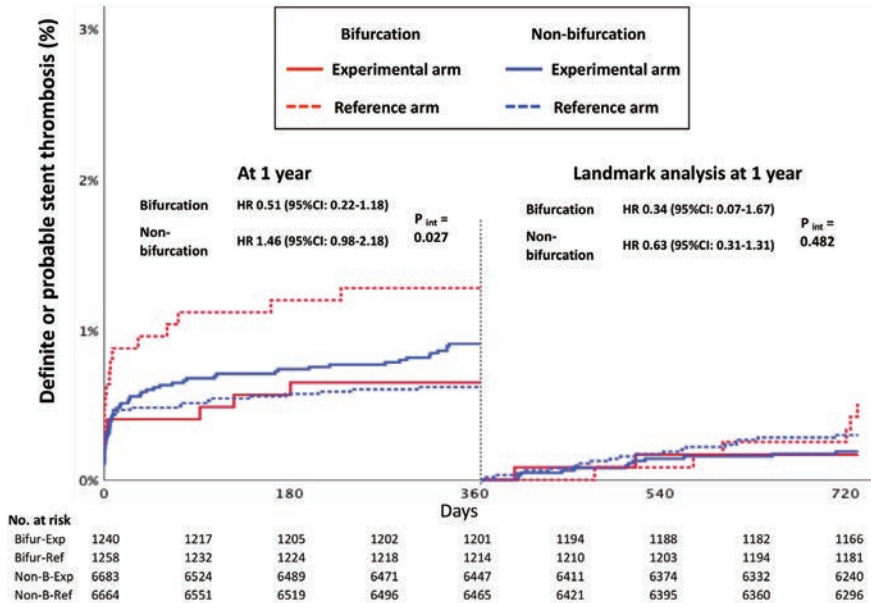 Definite or probable stent thrombosis (%)
3%
2%
1%
0%
Bifurcation Non-bifurcation
Experimental arm Experimental arm
Reference arm Reference arm
At 1 year
Bifurcation HR 0.51 (95%CI: 0.22-1.18)
Non-bifurcation HR 1.46 (95%CI: 0.98-2.18)
P int = 0.027
Landmark analysis at 1 year
Bifurcation HR 0.34 (95%CI: 0.07-1.67)
Non-bifurcation HR 0.63 (95%CI: 0.31-1.31)
P int = 0.482
0 180 360 540 720
Days
No. at risk
Bifur-Exp 1240 1217 1205 1202 1201 1194 1188 1182 1166
Bifur-Ref 1258 1232 1224 1218 1214 1210 1203 1194 1181
Non-B-Exp 6683 6524 6489 6471 6447 6411 6374 6332 6240
Non-B-Ref 6664 6551 6519 6496 6465 6421 6395 6360 6296